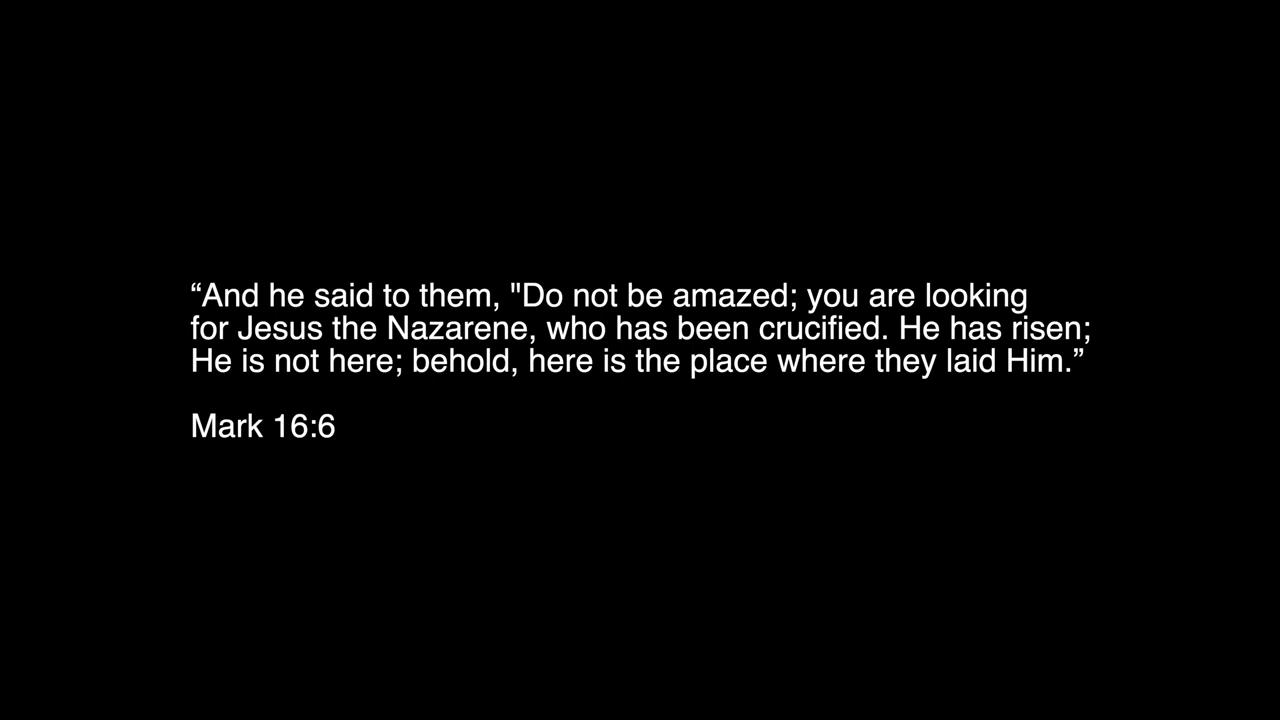 “And he said to them, "Do not be amazed; you are looking
for Jesus the Nazarene, who has been crucified. He has risen;
He is not here; behold, here is the place where they laid Him.”
Mark 16:6